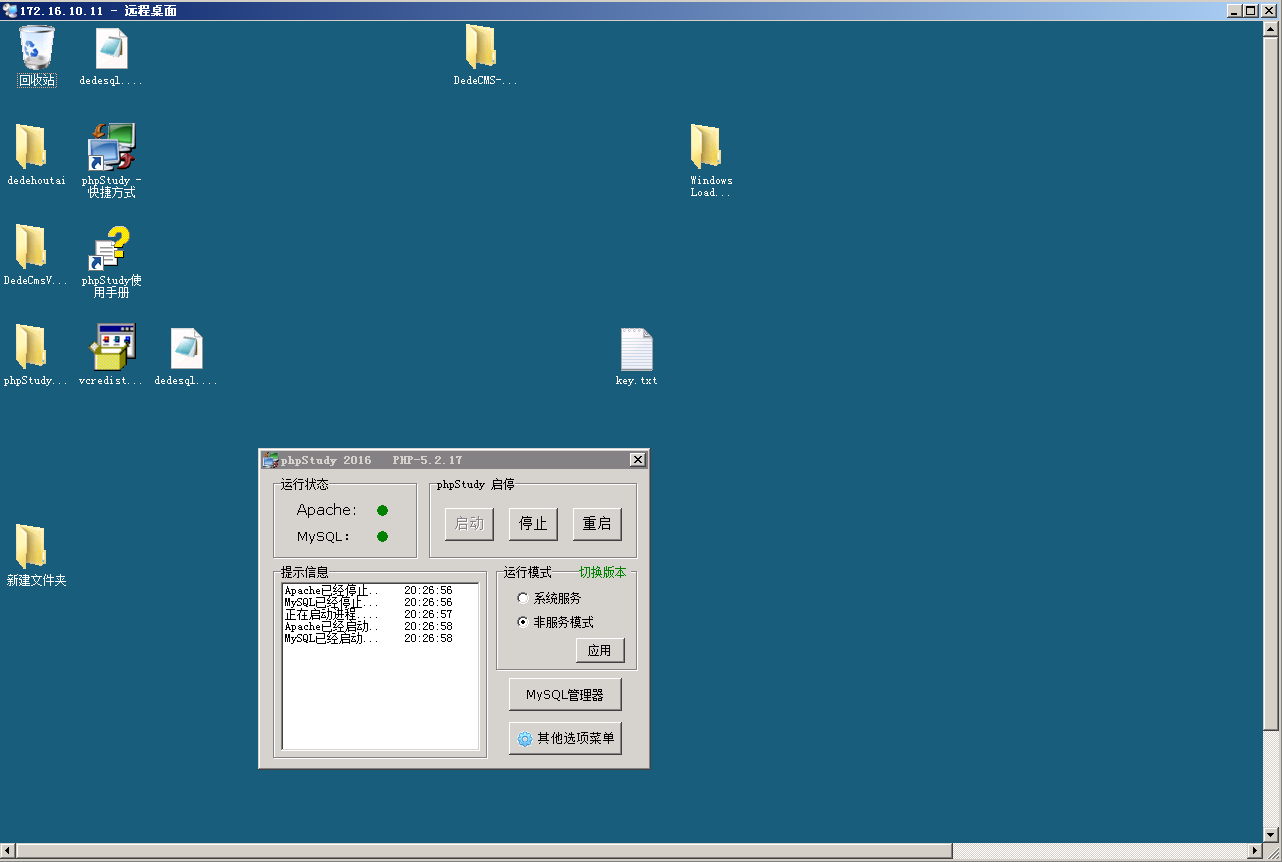 172.16.10.11 - 远程桌面
回收站
dedesql....
DedeCMS-...
dedehoutai
phpStudy -
快捷方式
Windows
Load...
DedeCmsV...
phpStudy使
用手册
phpStudy...
vcredist...
dedesql....
key.txt
新建文件夹
phpStudy 2016 PHP-5.2.17
运行状态
Apache:
MySQL:
phpStudy 启停
启动
停止
重启
提示信息
Apache已经停止.. 20:26:56
MySQL已经停止... 20:26:56
正在启动进程.... 20:26:57
Apache已经启动.. 20:26:58
MySQL已经启动... 20:26:58
运行模式
切换版本
系统服务
非服务模式
应用
MySQL管理器
其他选项菜单